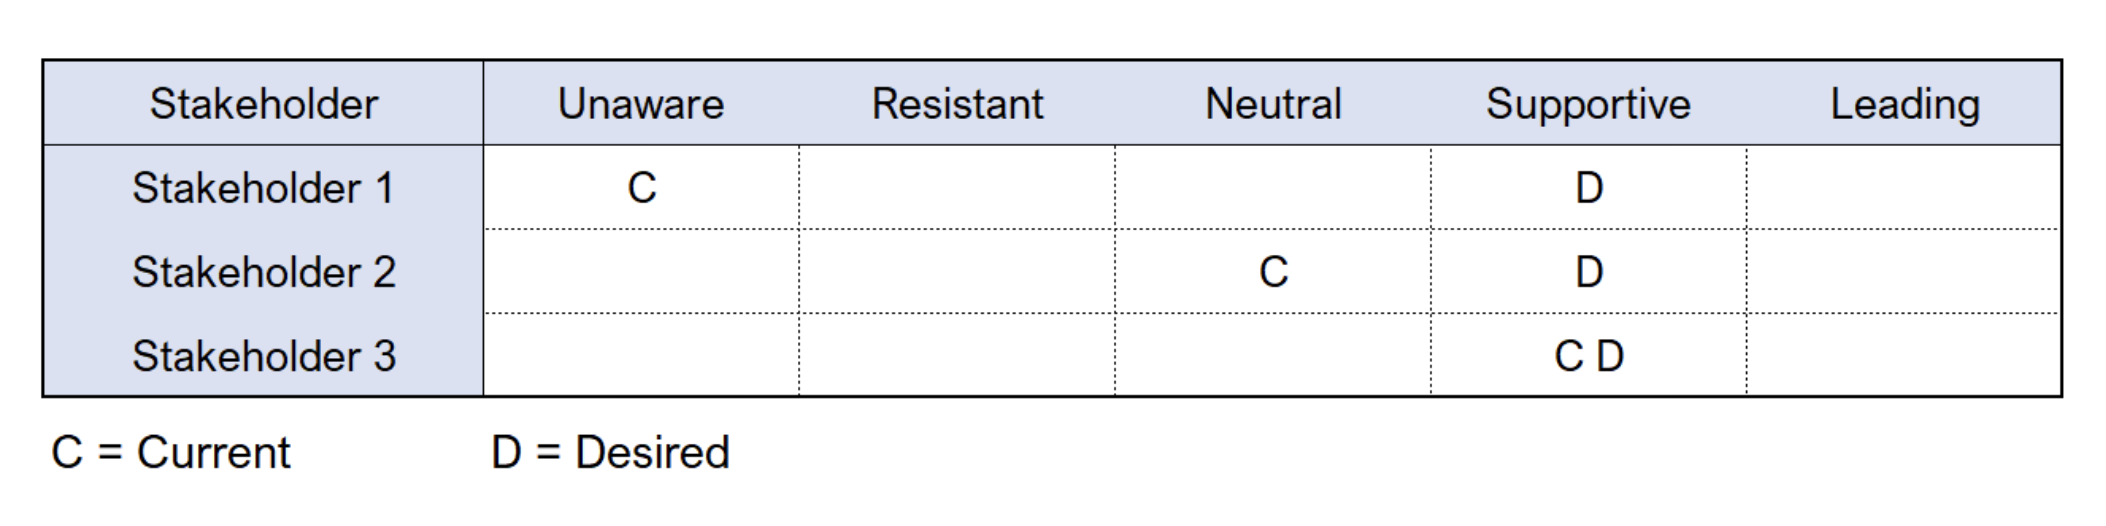 Stakeholder Unaware Resistant Neutral Supportive Leading
Stakeholder 1 C D
Stakeholder 2 C D
Stakeholder 3 C D
C = Current D = Desired